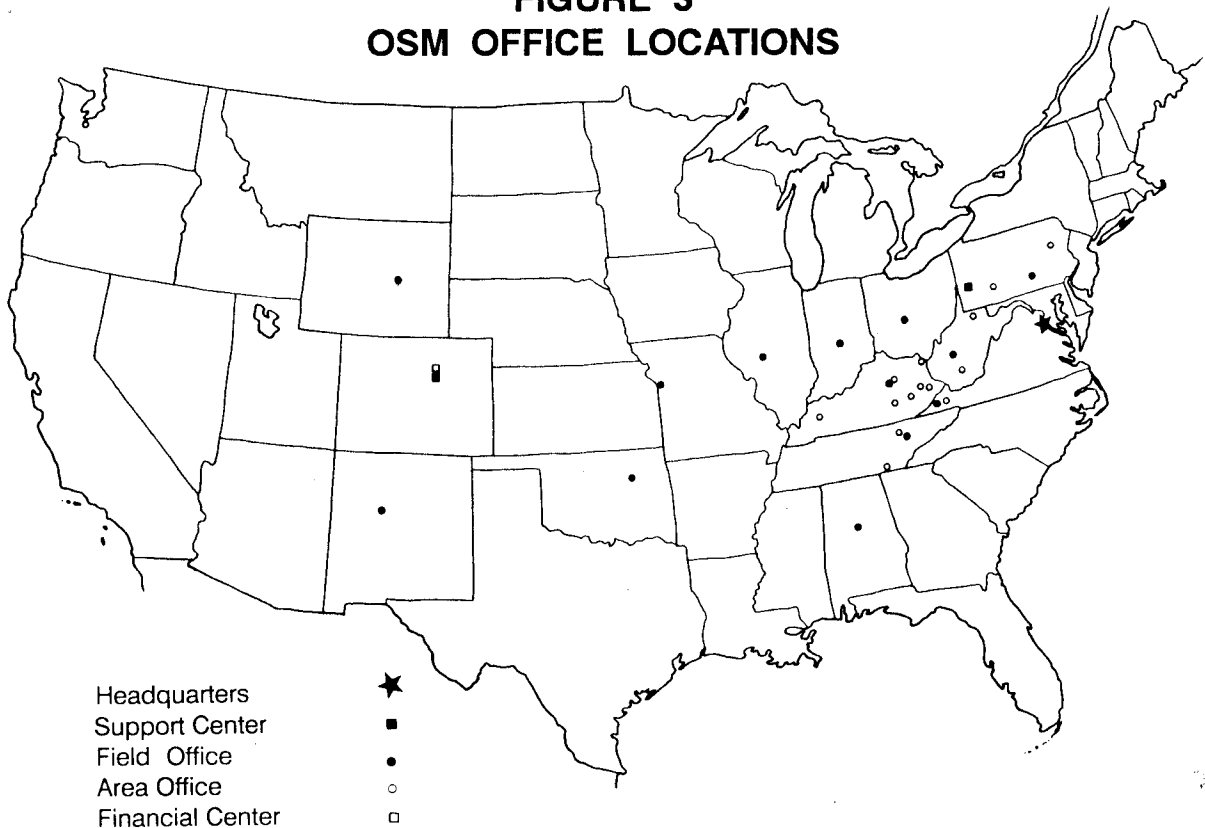 FIGURE 3
OSM OFFICE LOCATIONS
Headquarters
Support Center
Field Office
Area Office
Financial Center